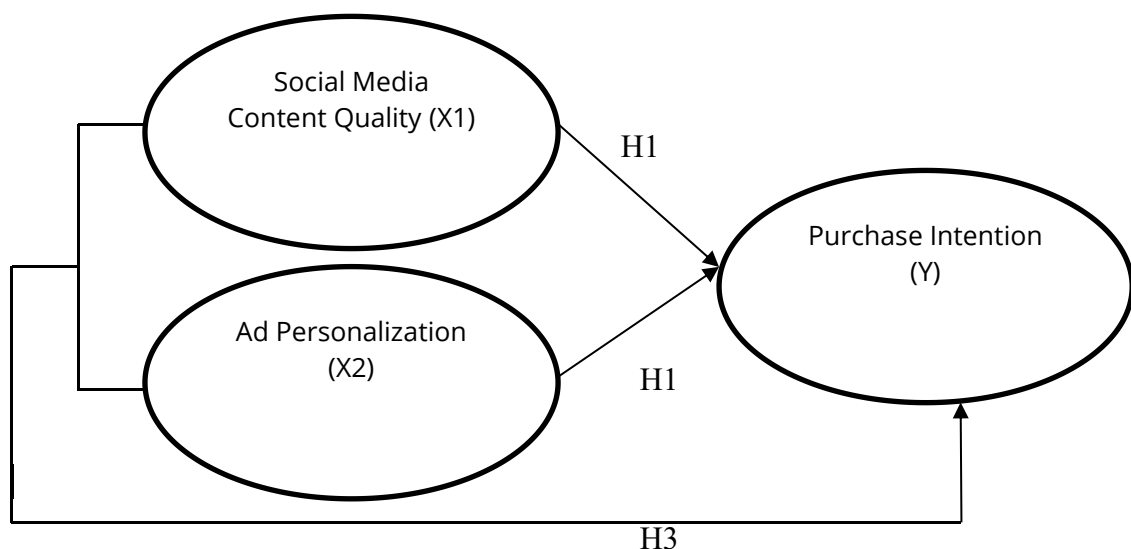 Social Media
Content Quality (X1)
H1
Purchase Intention
(Y)
Ad Personalization
(X2)
H1
H3